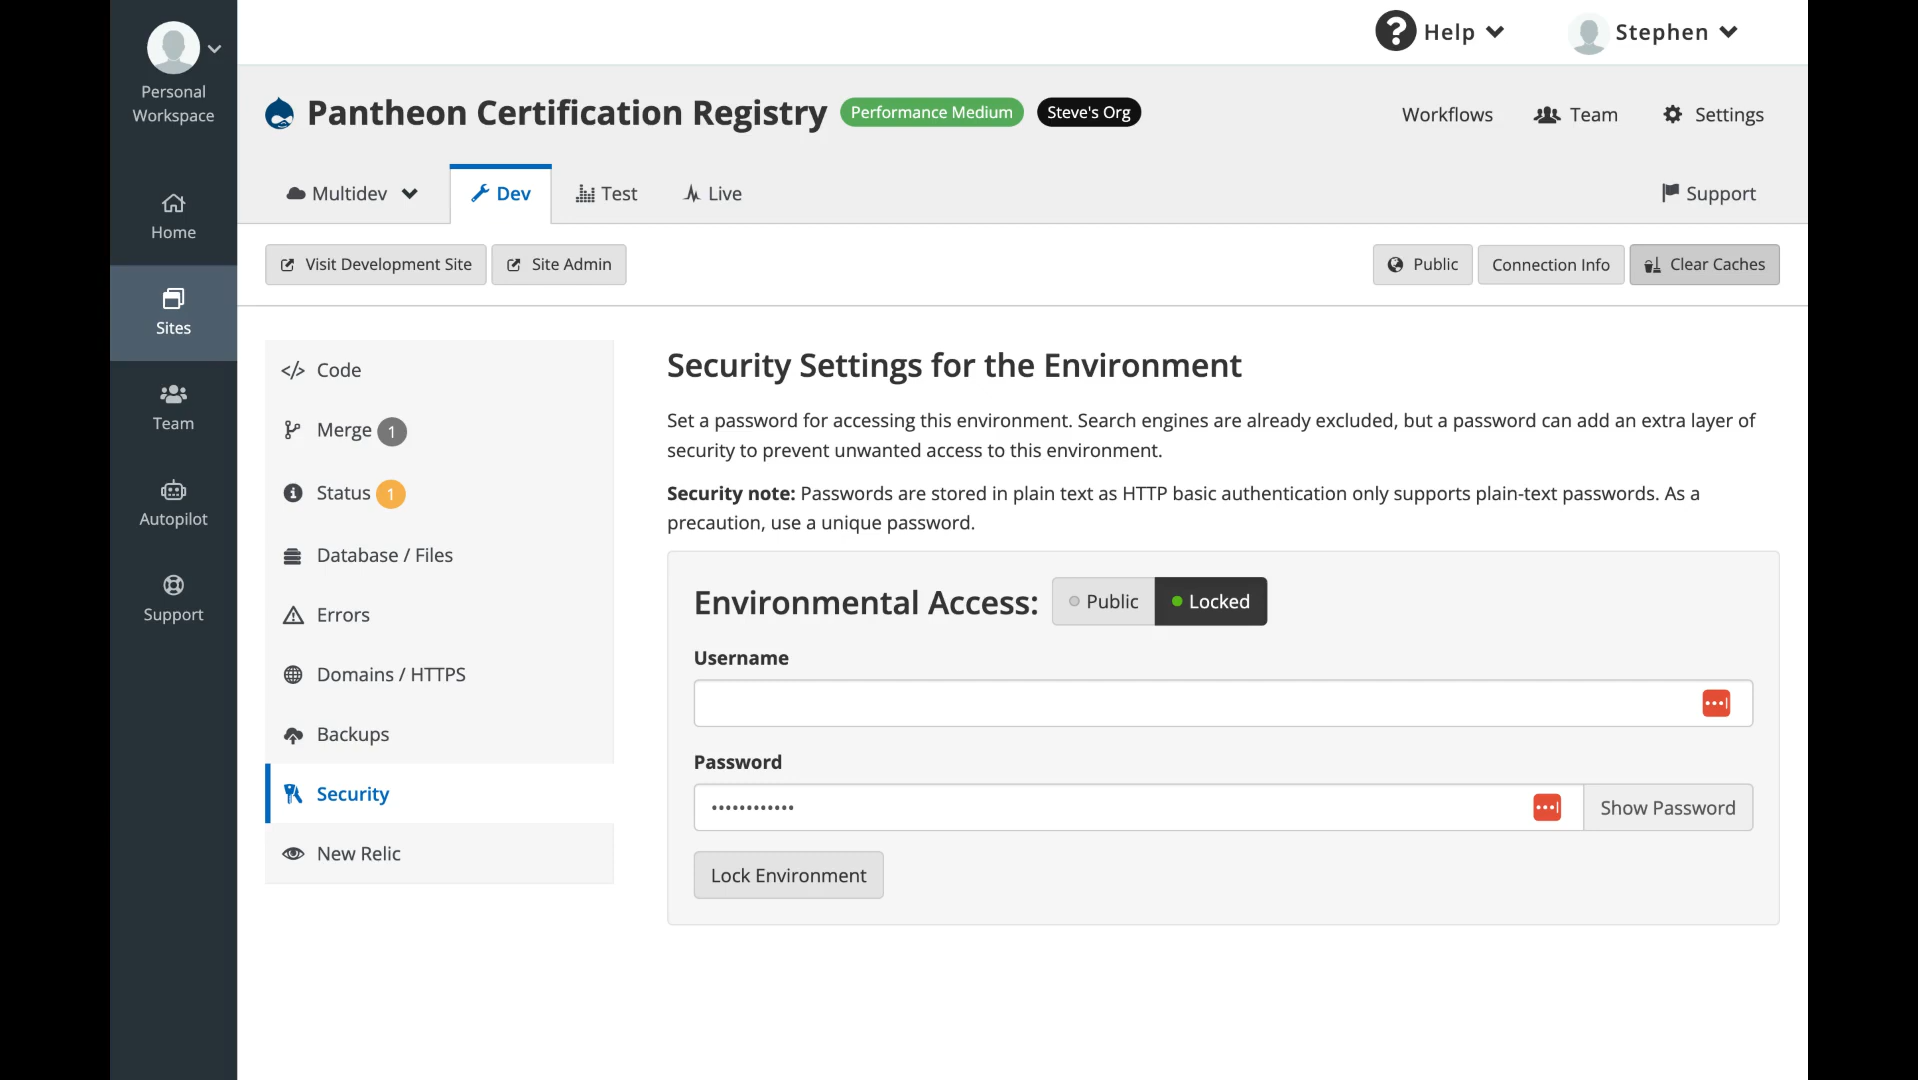 Help
Stephen
Personal
Workspace
Pantheon Certification Registry
Performance Medium
Steve's Org
Workflows
Team
Settings
Multidev
Dev
Test
Live
Support
Home
Visit Development Site
Site Admin
Public
Connection Info
Clear Caches
Sites
Team
Autopilot
Support
Code
Merge 1
Status 1
Database / Files
Errors
Domains / HTTPS
Backups
Security
New Relic
Security Settings for the Environment
Set a password for accessing this environment. Search engines are already excluded, but a password can add an extra layer of
security to prevent unwanted access to this environment.
Security note: Passwords are stored in plain text as HTTP basic authentication only supports plain-text passwords. As a
precaution, use a unique password.
Environmental Access:
Public
Locked
Username
Password
••••••••••••
Show Password
Lock Environment